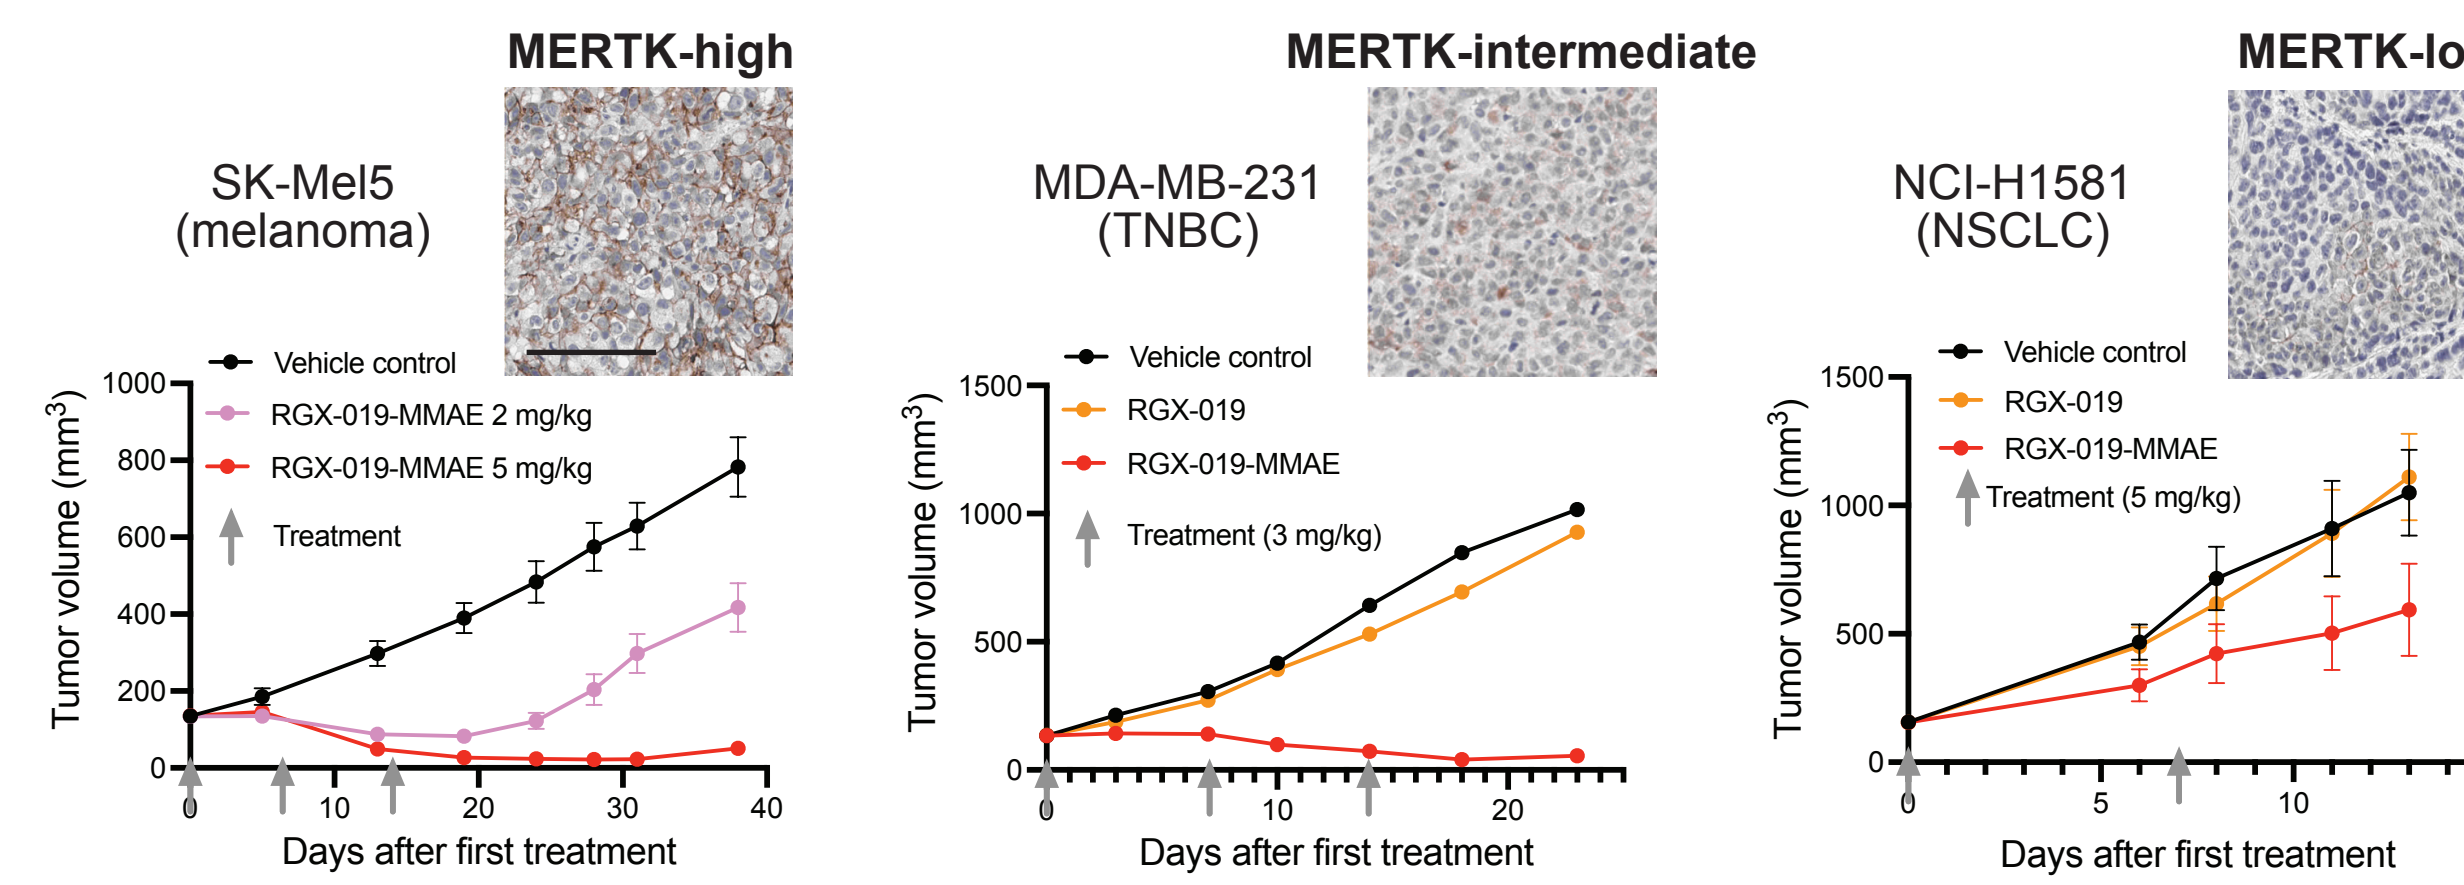 MERTK-high
SK-Mel5
(melanoma)
Vehicle control
RGX-019-MMAE 2 mg/kg
RGX-019-MMAE 5 mg/kg
Treatment
Tumor volume (mm³)
1000
800
600
400
200
0
0
10
20
30
40
Days after first treatment
MERTK-intermediate
MDA-MB-231
(TNBC)
Vehicle control
RGX-019
RGX-019-MMAE
Treatment (3 mg/kg)
Tumor volume (mm³)
1500
1000
500
0
0
10
20
Days after first treatment
MERTK-lo
NCI-H1581
(NSCLC)
Vehicle control
RGX-019
RGX-019-MMAE
Treatment (5 mg/kg)
Tumor volume (mm³)
1500
1000
500
0
0
5
10
Days after first treatment